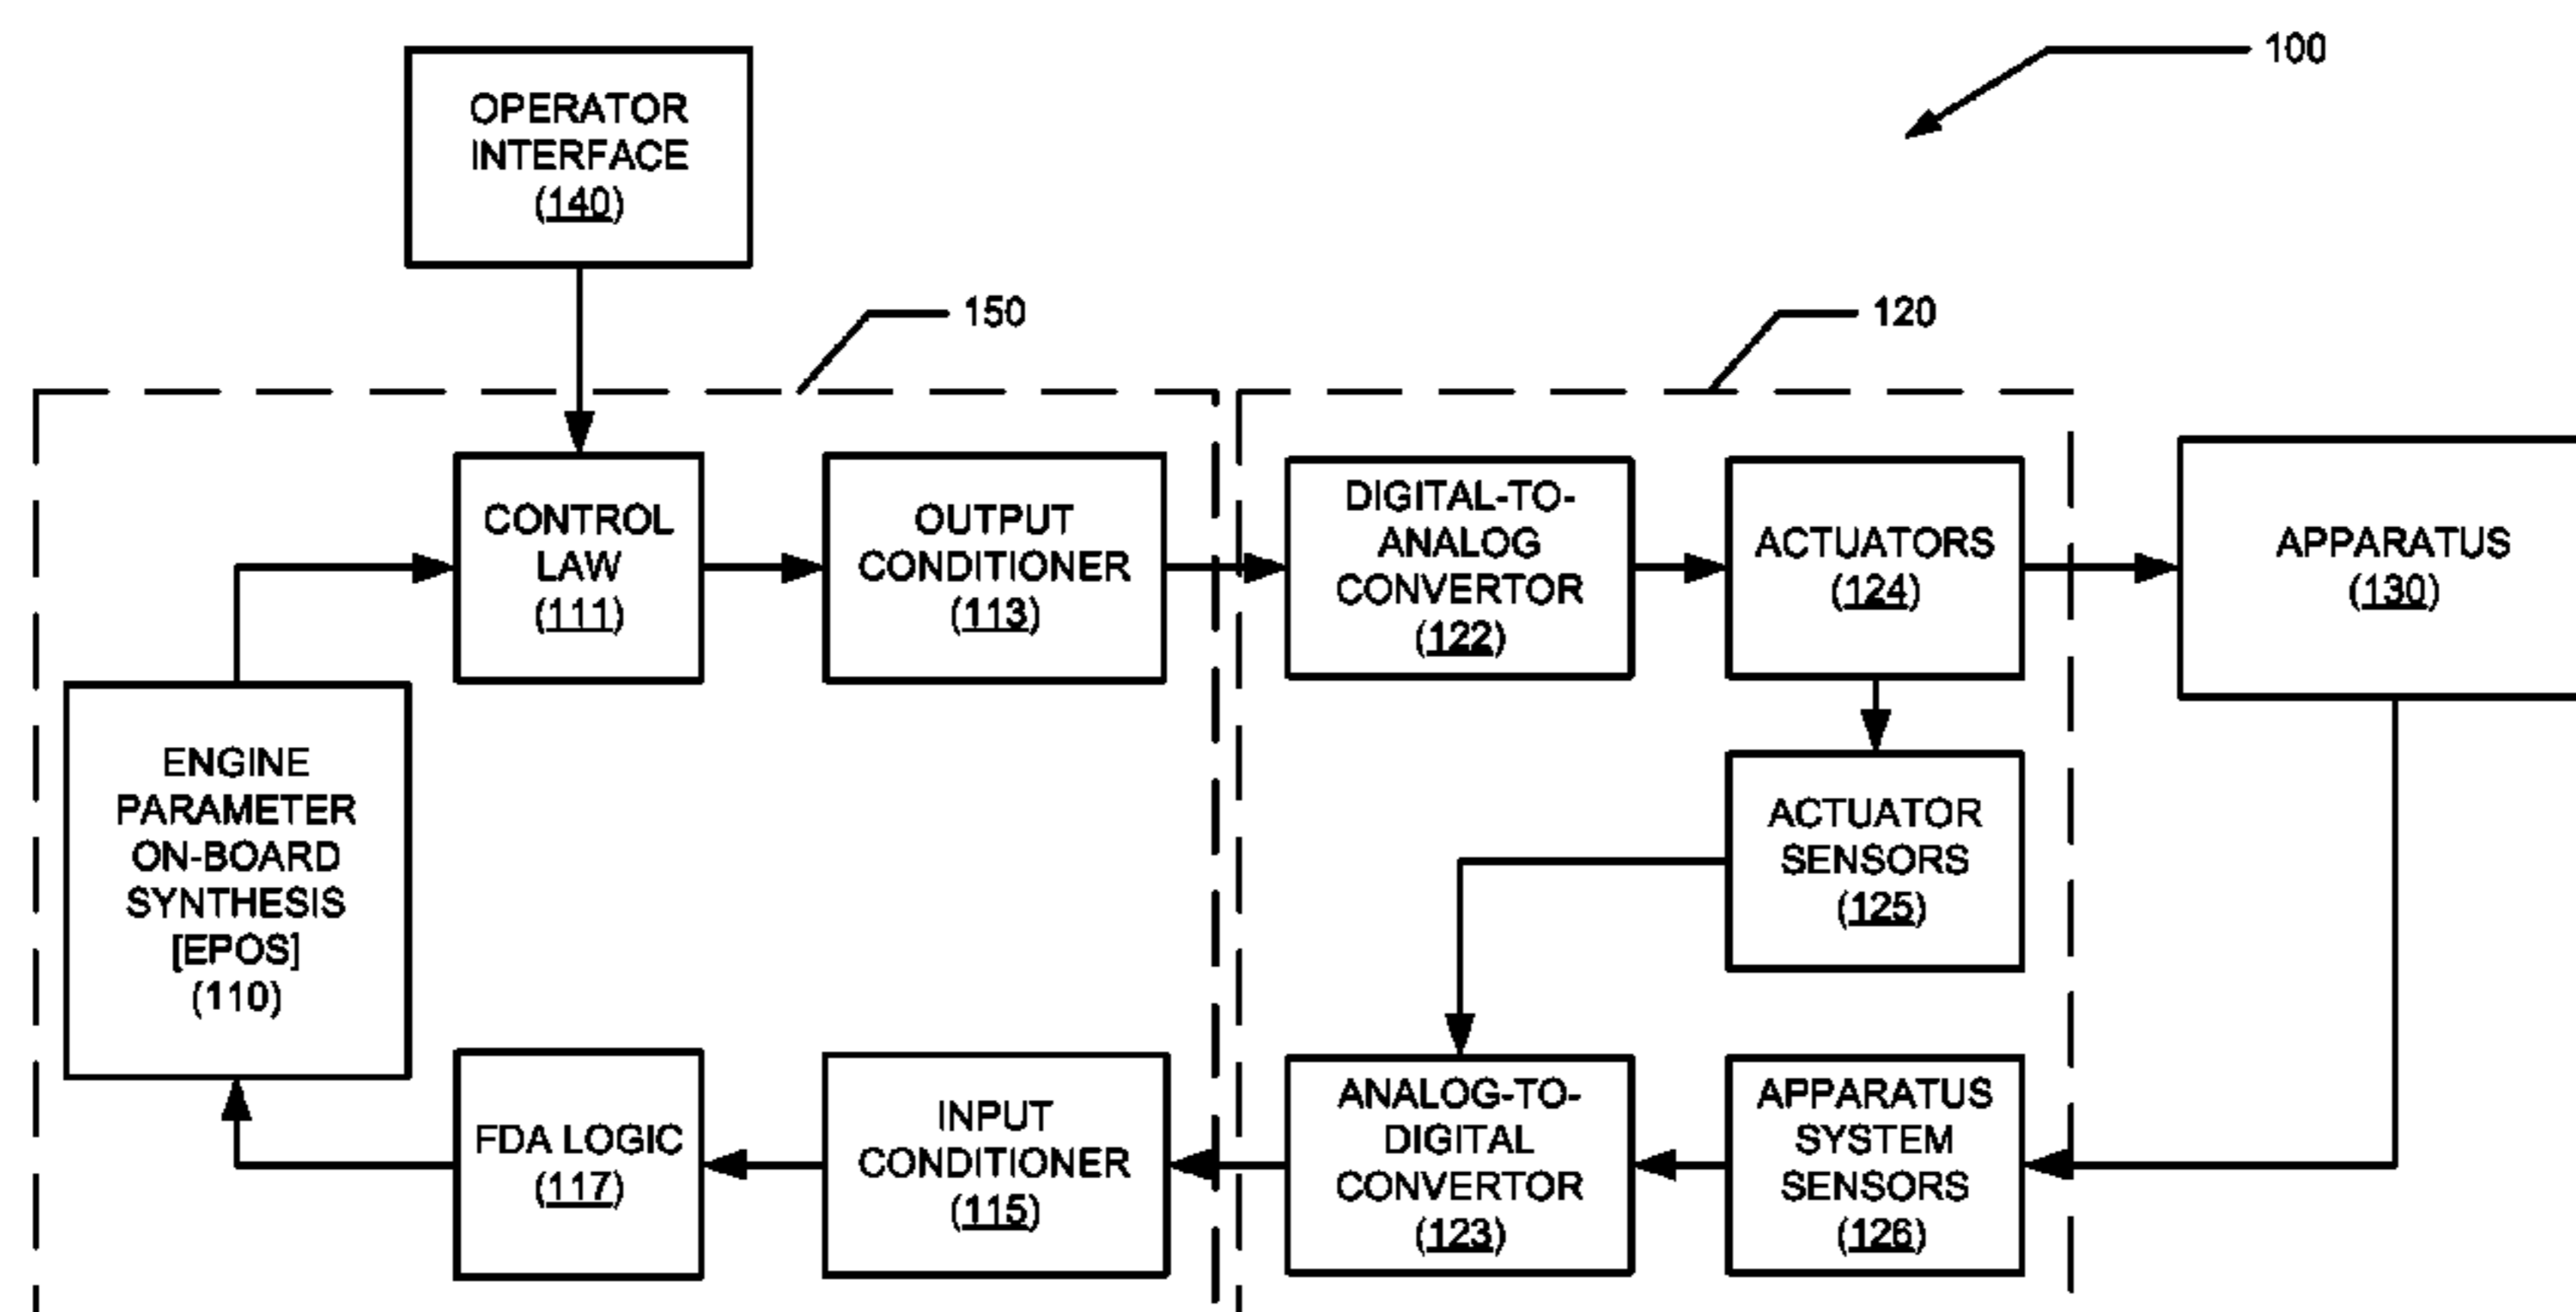 100
OPERATOR
INTERFACE
(140)
150
120
CONTROL
LAW
(111)
OUTPUT
CONDITIONER
(113)
DIGITAL-TO-
ANALOG
CONVERTOR
(122)
ACTUATORS
(124)
APPARATUS
(130)
ENGINE
PARAMETER
ON-BOARD
SYNTHESIS
[EPOS]
(110)
ACTUATOR
SENSORS
(125)
FDA LOGIC
(117)
INPUT
CONDITIONER
(115)
ANALOG-TO-
DIGITAL
CONVERTOR
(123)
APPARATUS
SYSTEM
SENSORS
(126)